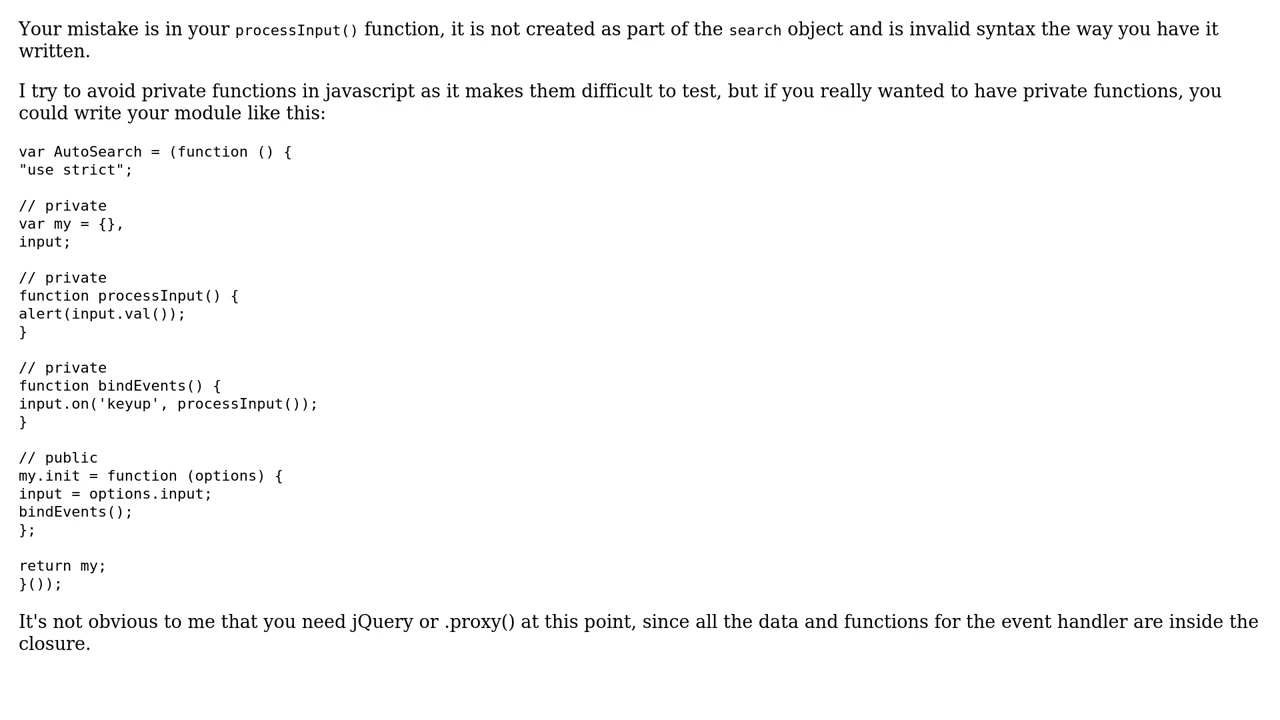 Your mistake is in your processInput() function, it is not created as part of the search object and is invalid syntax the way you have it
written.
I try to avoid private functions in javascript as it makes them difficult to test, but if you really wanted to have private functions, you
could write your module like this:
var AutoSearch = (function () {
"use strict";
// private
var my = {},
input;
// private
function processInput() {
alert(input.val());
}
// private
function bindEvents() {
input.on('keyup', processInput());
}
// public
my.init = function (options) {
input = options.input;
bindEvents();
};
return my;
}());
It's not obvious to me that you need jQuery or .proxy() at this point, since all the data and functions for the event handler are inside the
closure.